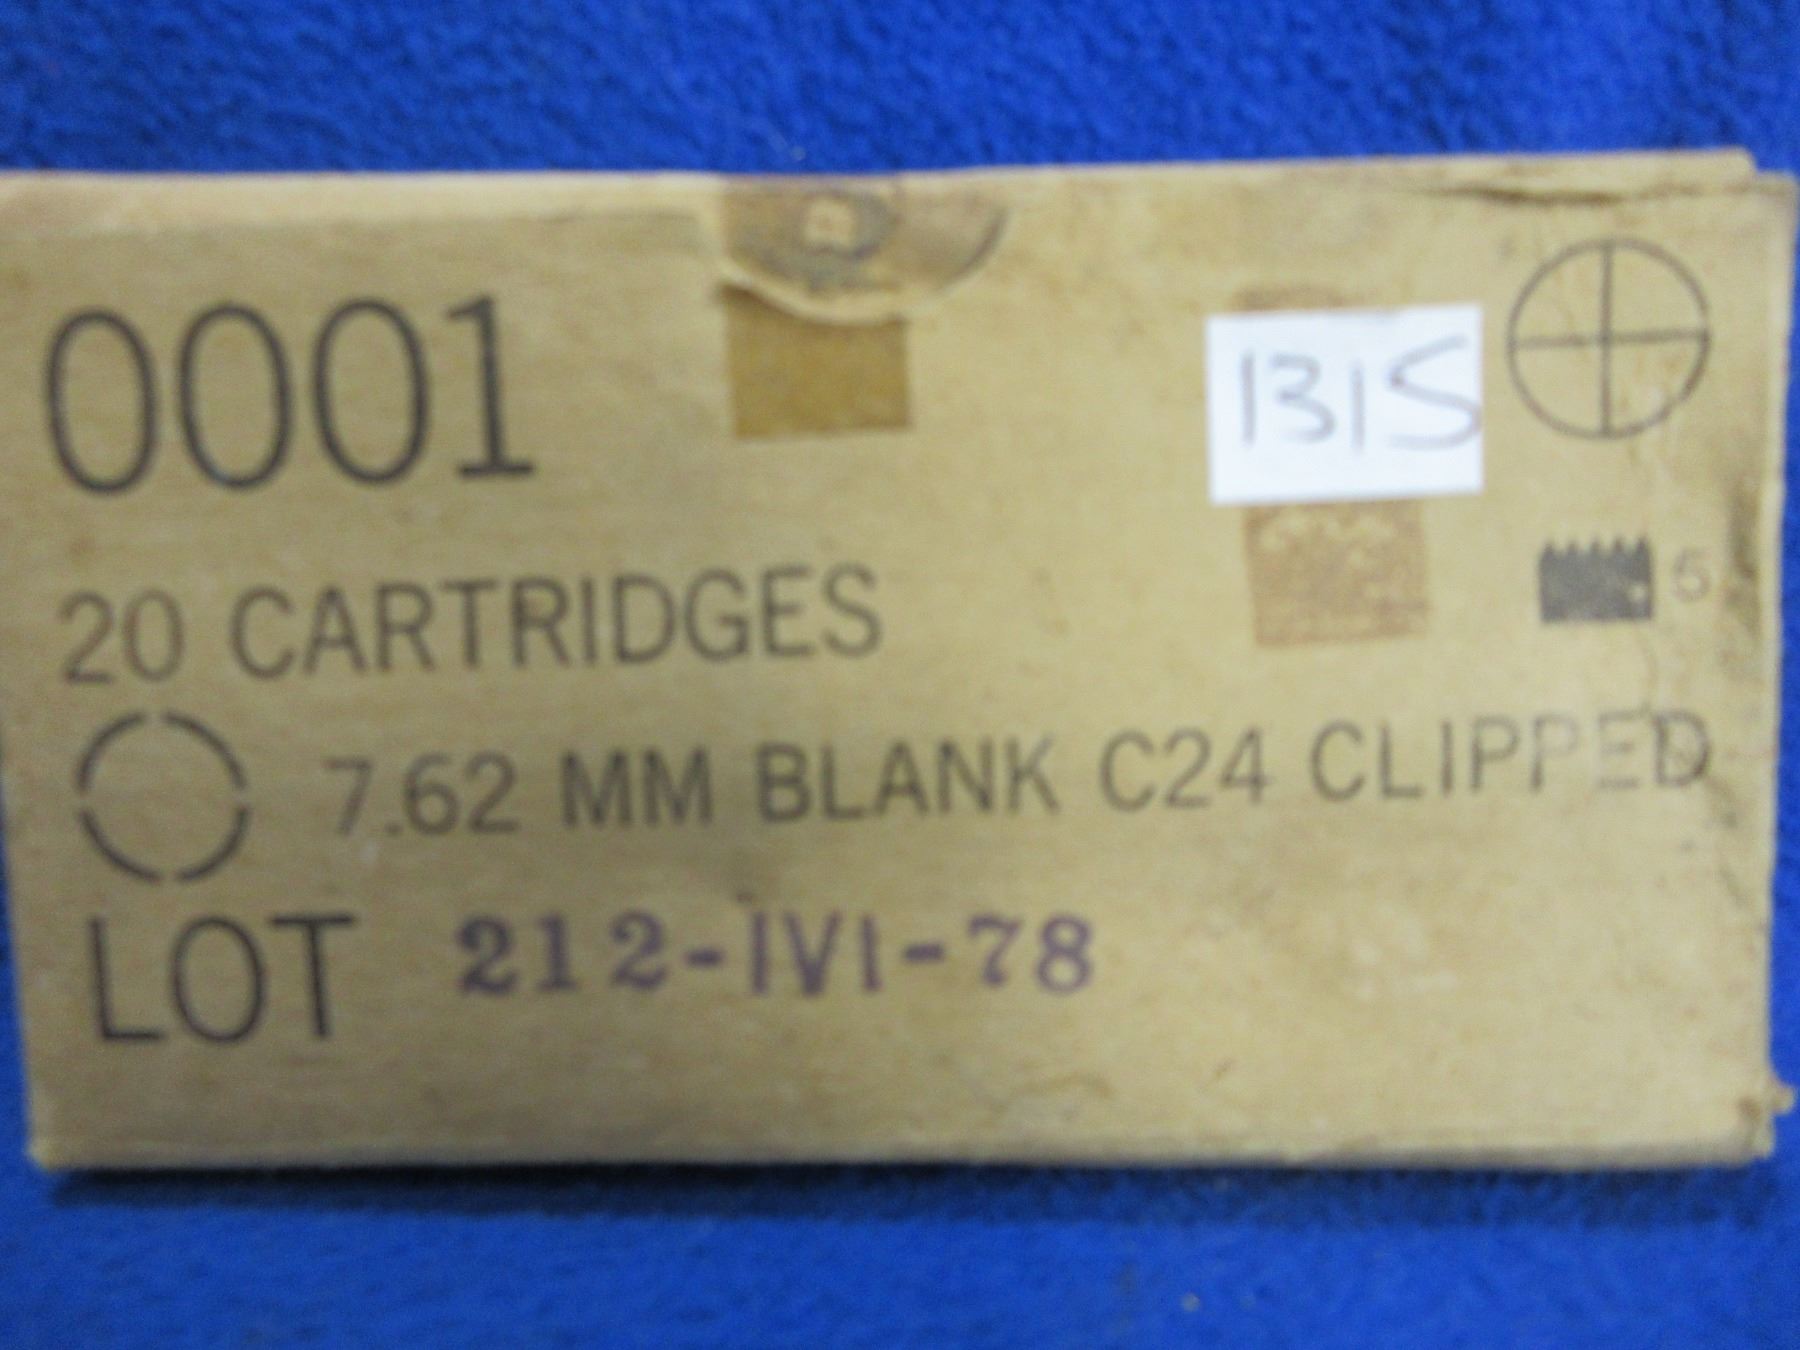 0001
1315
20 CARTRIDGES
5
7.62 MM BLANK C24 CLIPPED
LOT 212-IVI-78